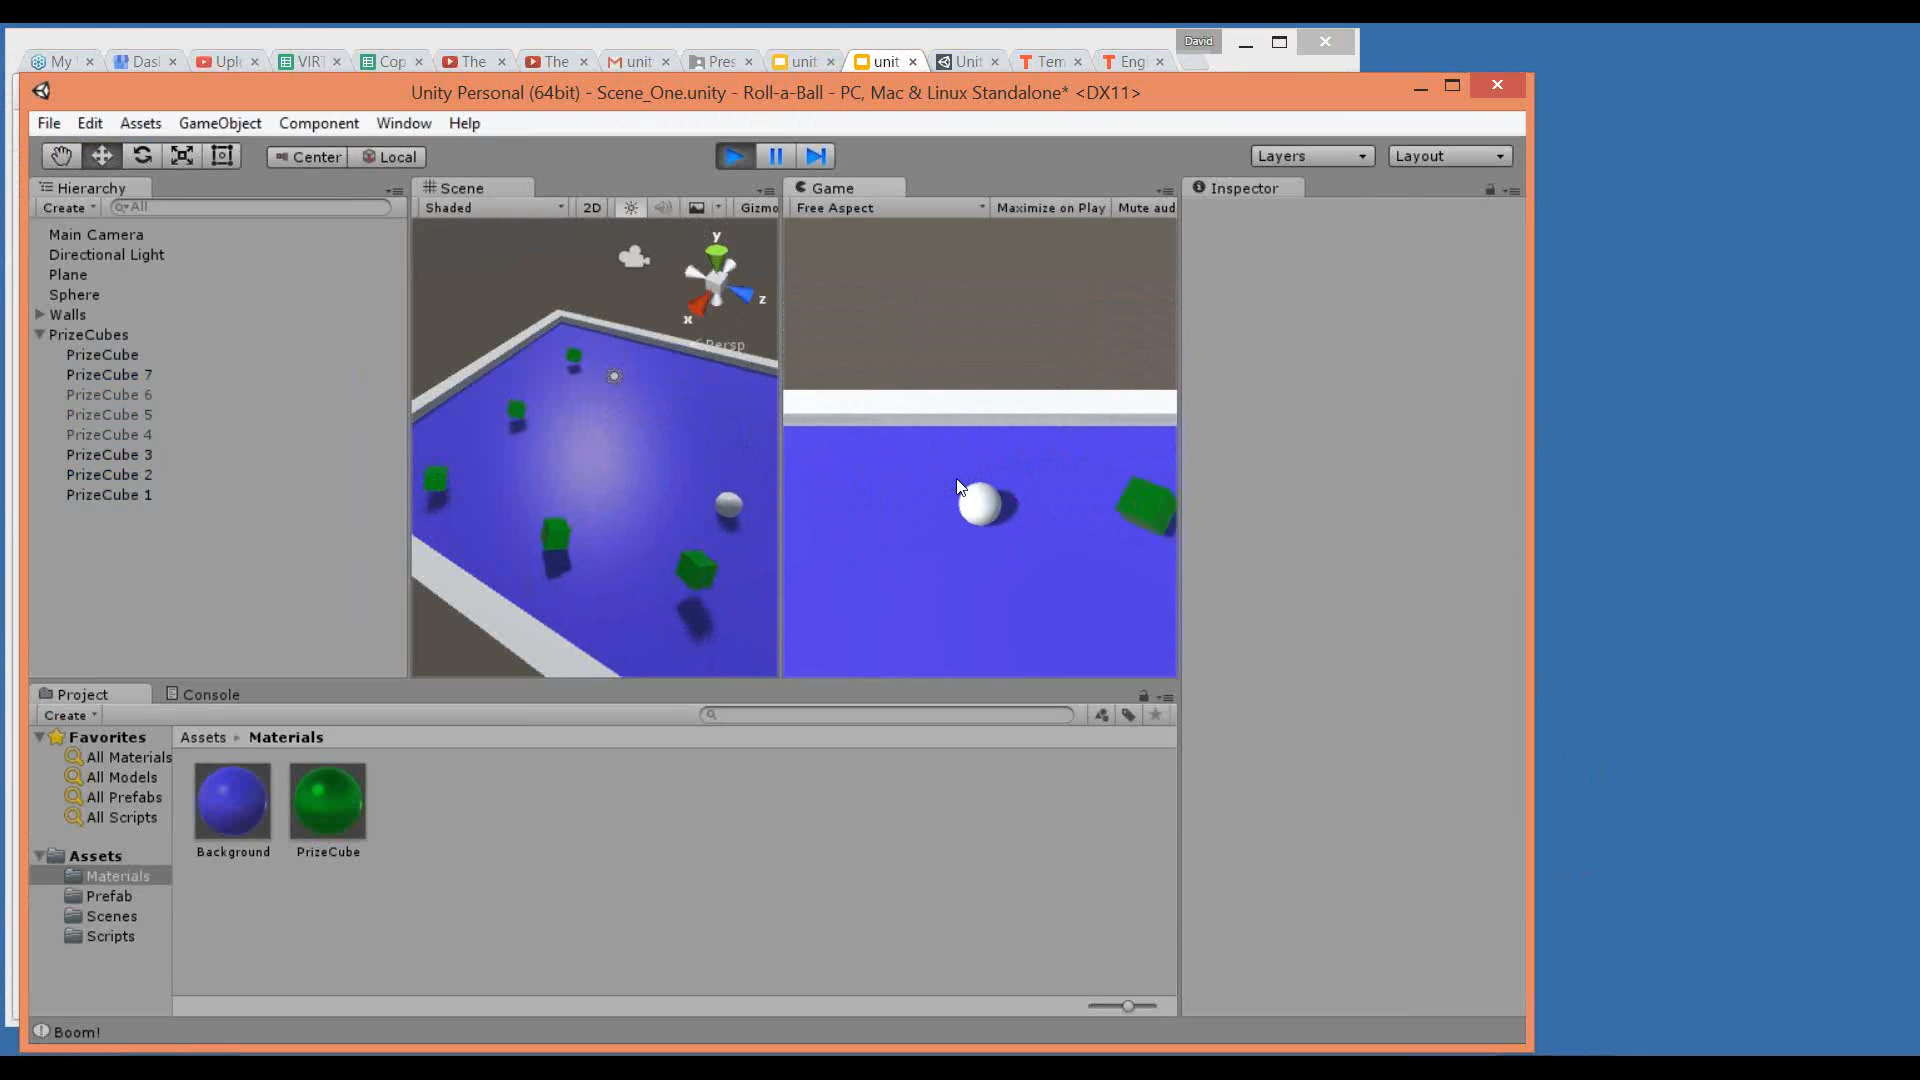 David
My Dasl Uple VIRT Cop The The unit Pres unit unit Unit Tem Eng
Unity Personal (64bit) - Scene_One.unity - Roll-a-Ball - PC, Mac & Linux Standalone* <DX11>
File Edit Assets GameObject Component Window Help
Center Local Layers Layout
Hierarchy Scene Game Inspector
Create All Shaded 2D Gizmo Free Aspect Maximize on Play Mute aud
Main Camera
Directional Light
Plane
Sphere
Walls
PrizeCubes
PrizeCube
PrizeCube 7
PrizeCube 6
PrizeCube 5
PrizeCube 4
PrizeCube 3
PrizeCube 2
PrizeCube 1
y
z
x
Persp
Project Console
Create
Favorites
All Materials
All Models
All Prefabs
All Scripts
Assets
Materials
Prefab
Scenes
Scripts
Assets Materials
Background PrizeCube
Boom!